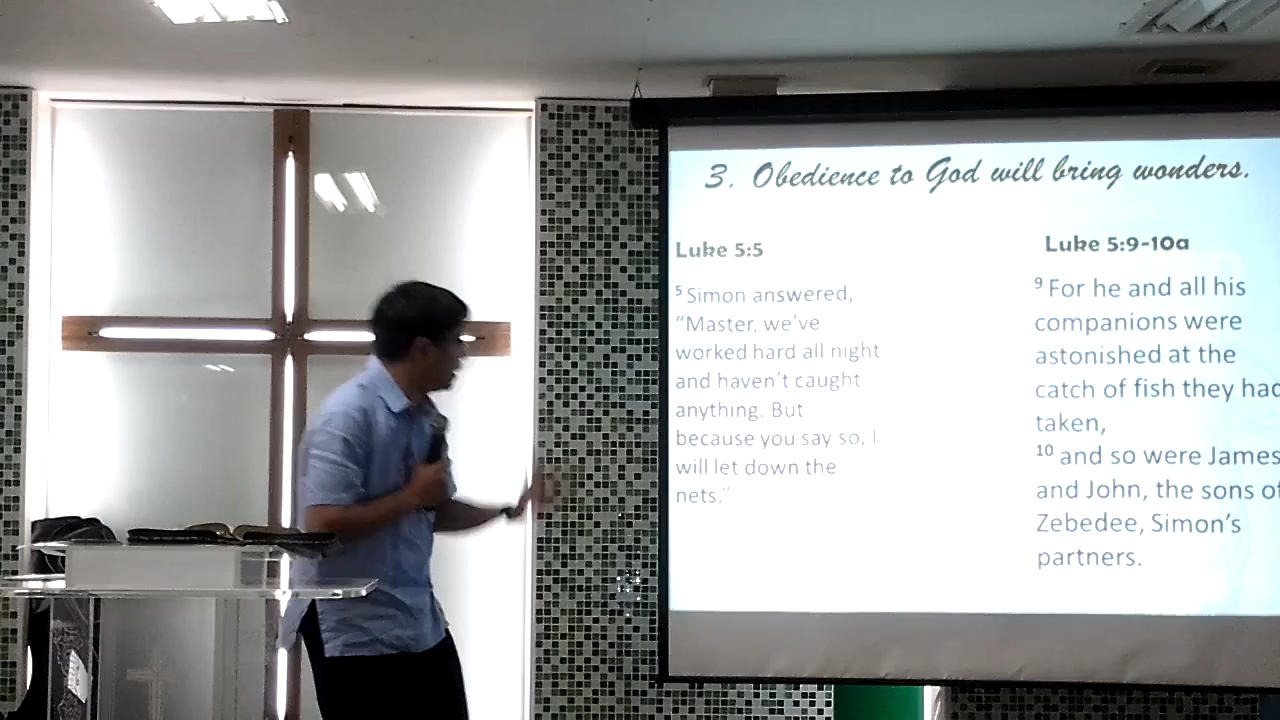 3. Obedience to God will bring wonders.
Luke 5:5
5 Simon answered,
“Master, we’ve
worked hard all night
and haven’t caught
anything. But
because you say so, I
will let down the
nets.”
Luke 5:9-10a
9 For he and all his
companions were
astonished at the
catch of fish they had
taken,
10 and so were James
and John, the sons of
Zebedee, Simon’s
partners.